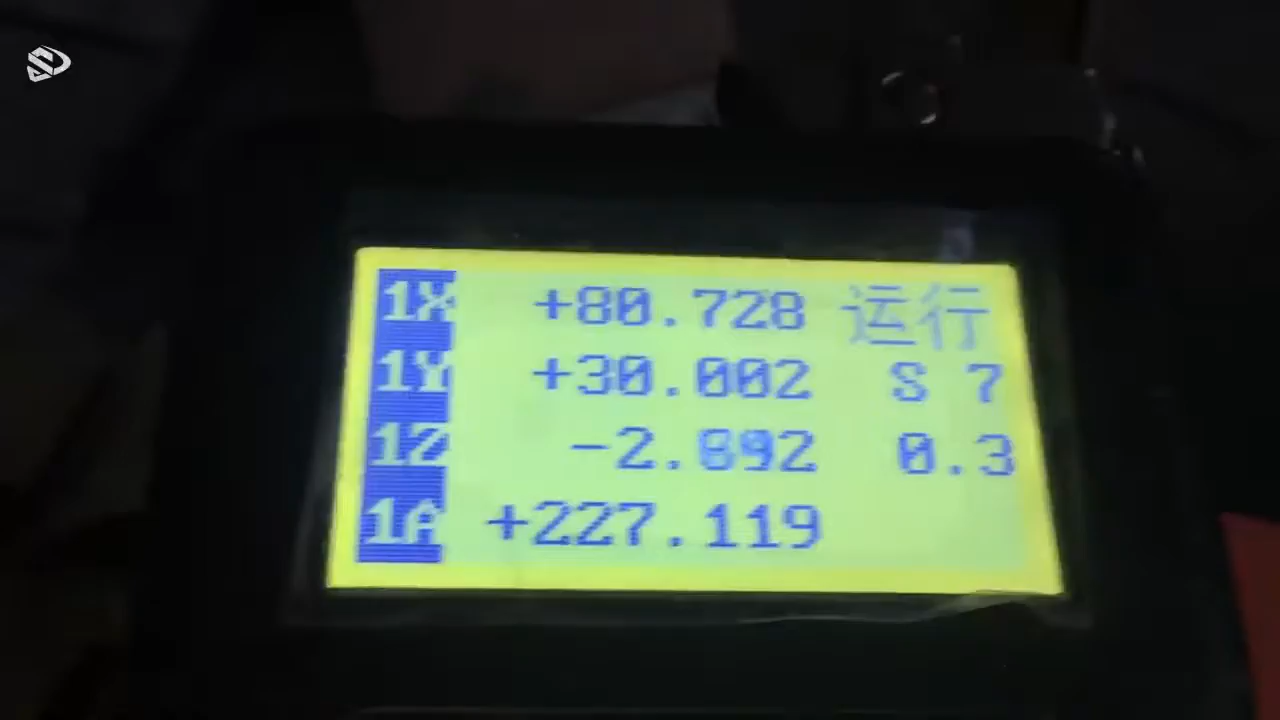 1X +80.728 运行
1Y +30.002 S 7
1Z -2.892 0.3
1A +227.119